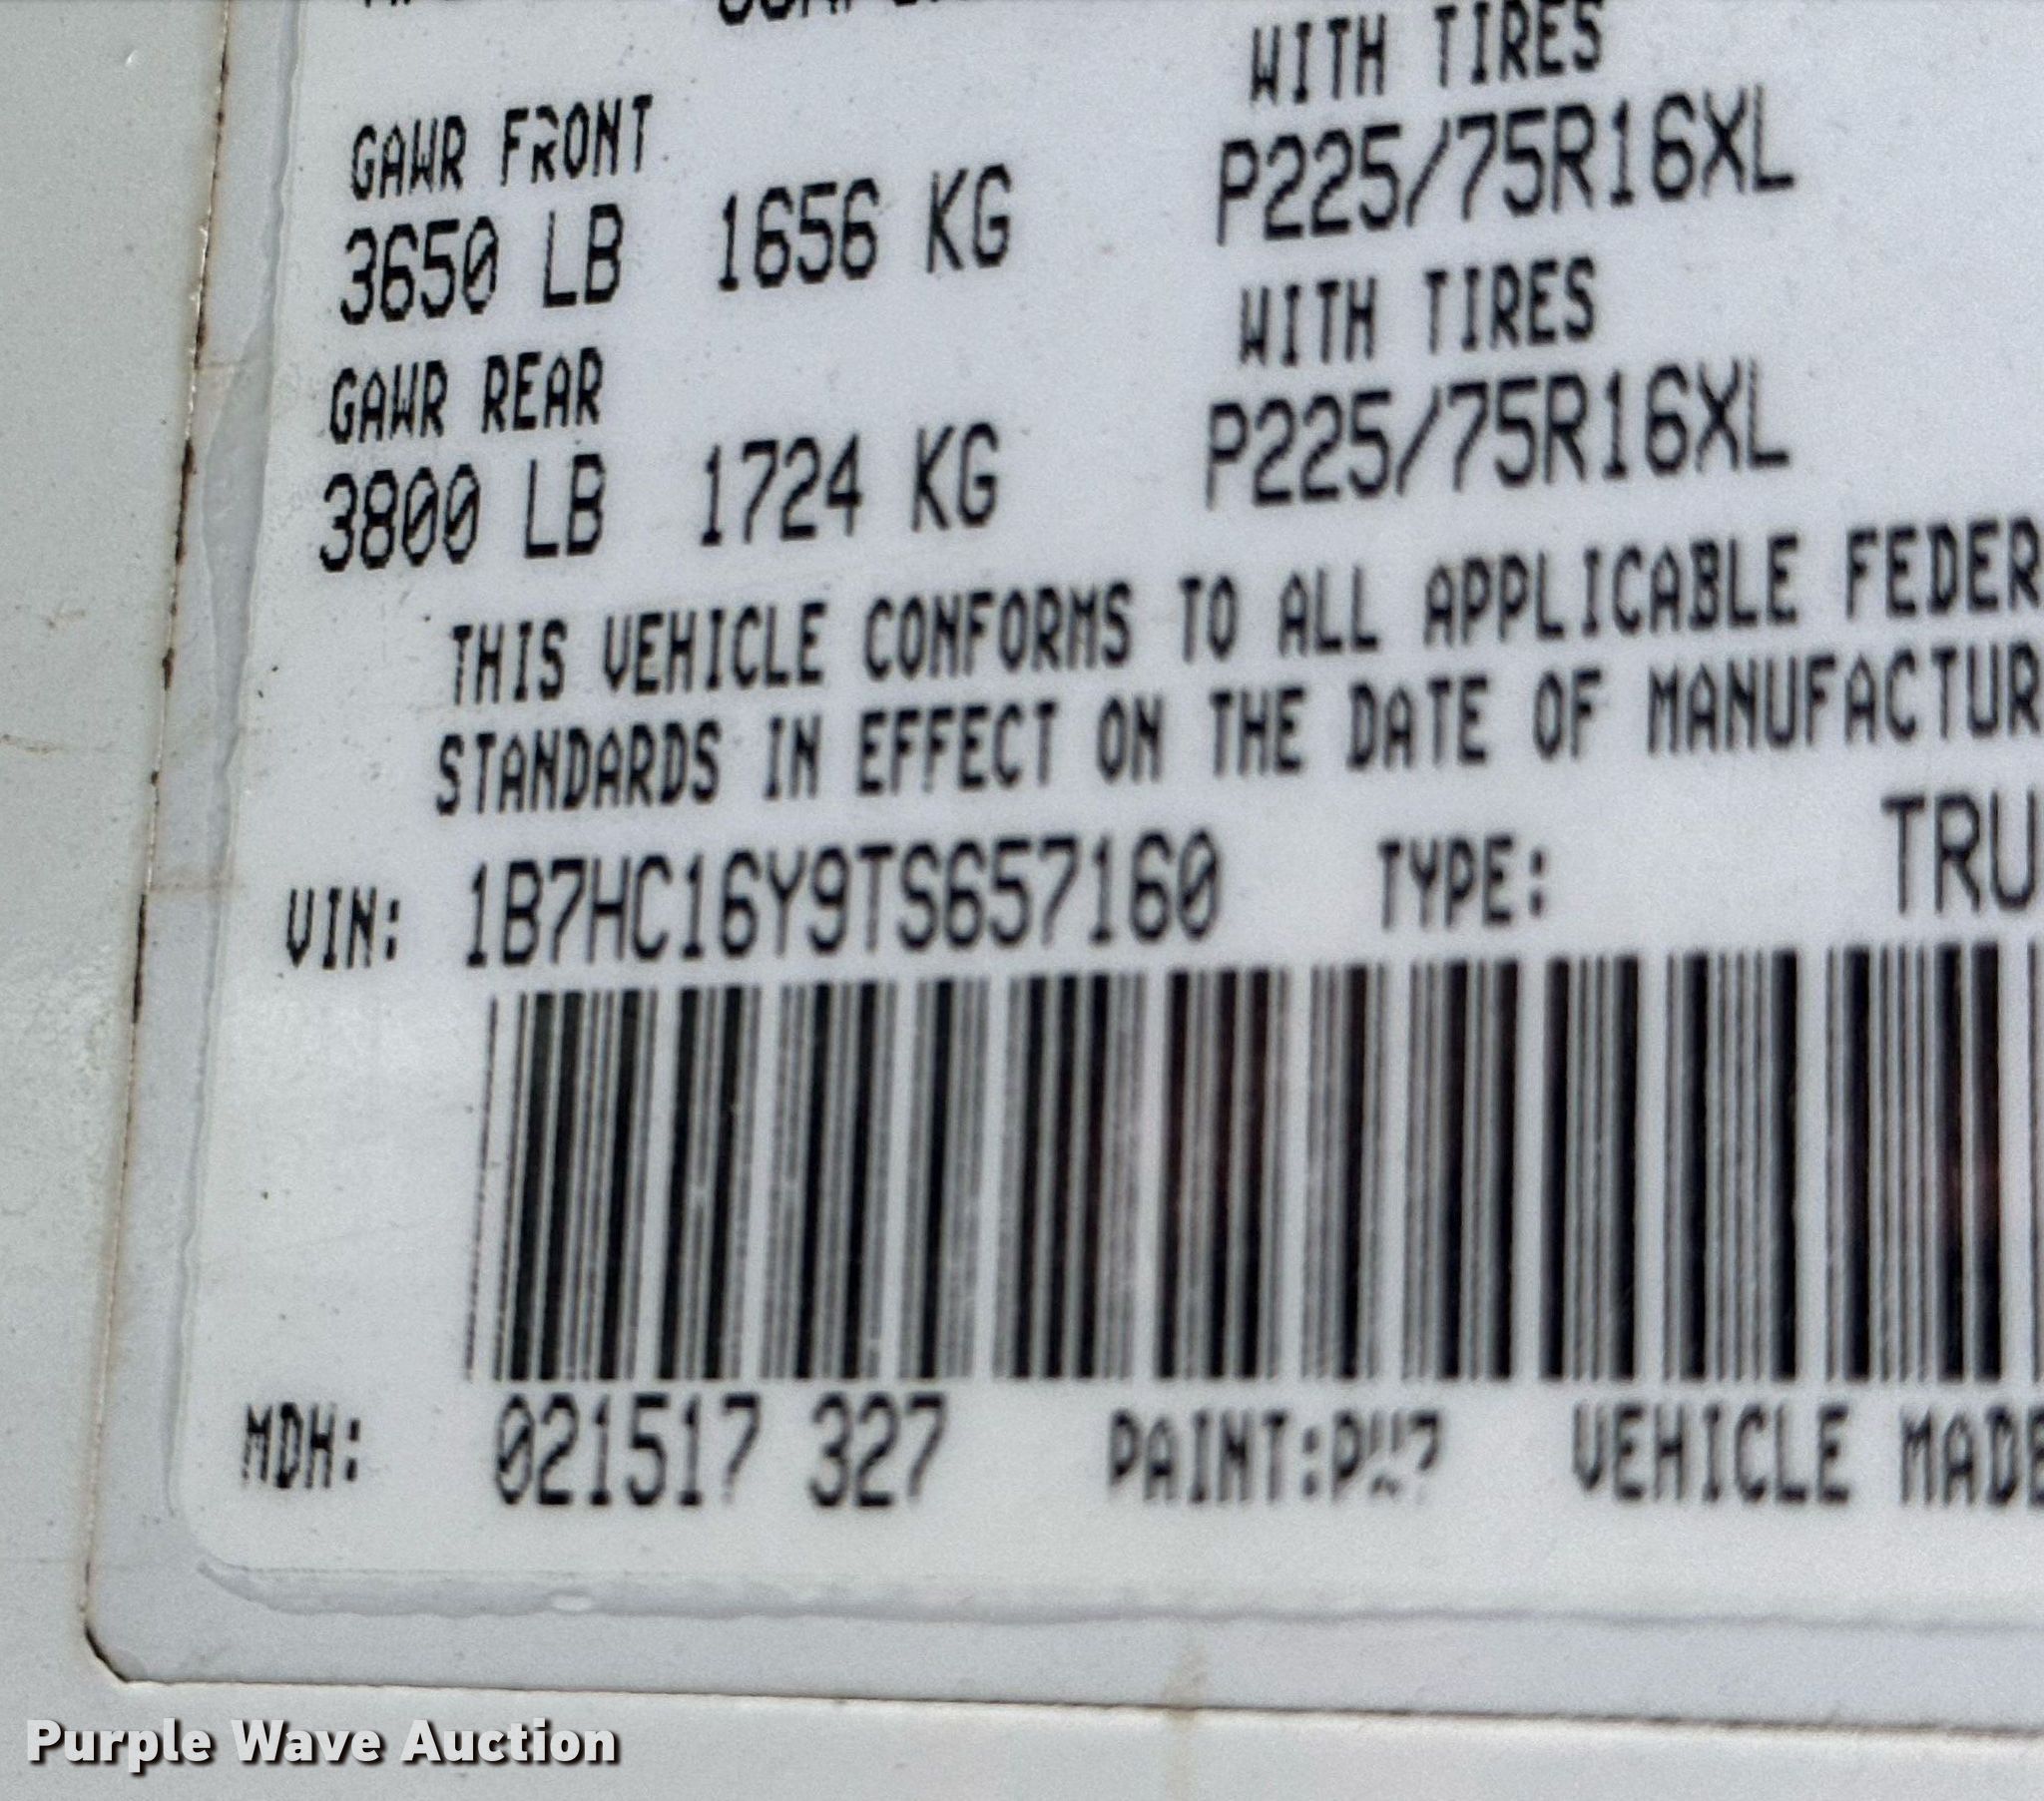 WITH TIRES
GAWR FRONT
3650 LB 1656 KG P225/75R16XL
WITH TIRES
GAWR REAR
3800 LB 1724 KG P225/75R16XL
THIS VEHICLE CONFORMS TO ALL APPLICABLE FEDER
STANDARDS IN EFFECT ON THE DATE OF MANUFACTUR
VIN: 1B7HC16Y9TS657160 TYPE: TRU
MDH: 021517 327 PAINT: VEHICLE MADE
Purple Wave Auction